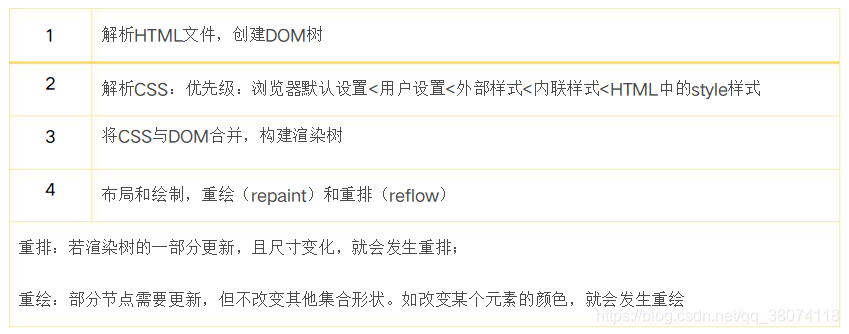 1 解析HTML文件，创建DOM树
2 解析CSS：优先级：浏览器默认设置<用户设置<外部样式<内联样式<HTML中的style样式
3 将CSS与DOM合并，构建渲染树
4 布局和绘制，重绘（repaint）和重排（reflow）
重排：若渲染树的一部分更新，且尺寸变化，就会发生重排；
重绘：部分节点需要更新，但不改变其他集合形状。如改变某个元素的颜色，就会发生重绘
https://blog.csdn.net/qq_38074118